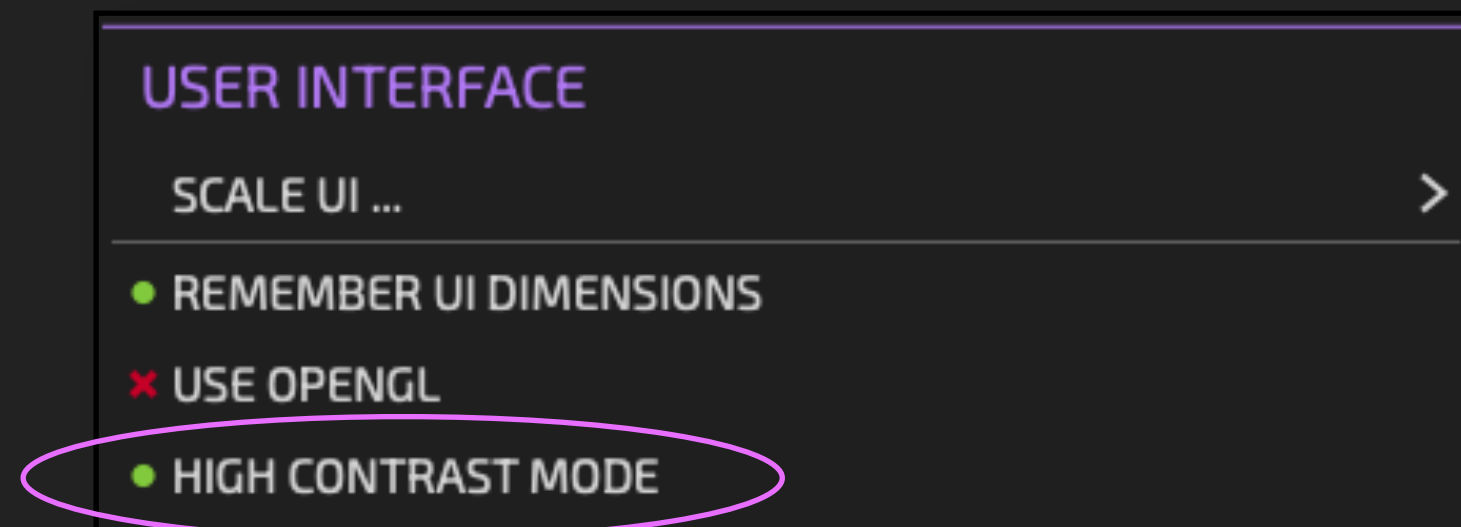 USER INTERFACE
SCALE UI ...
REMEMBER UI DIMENSIONS
USE OPENGL
HIGH CONTRAST MODE